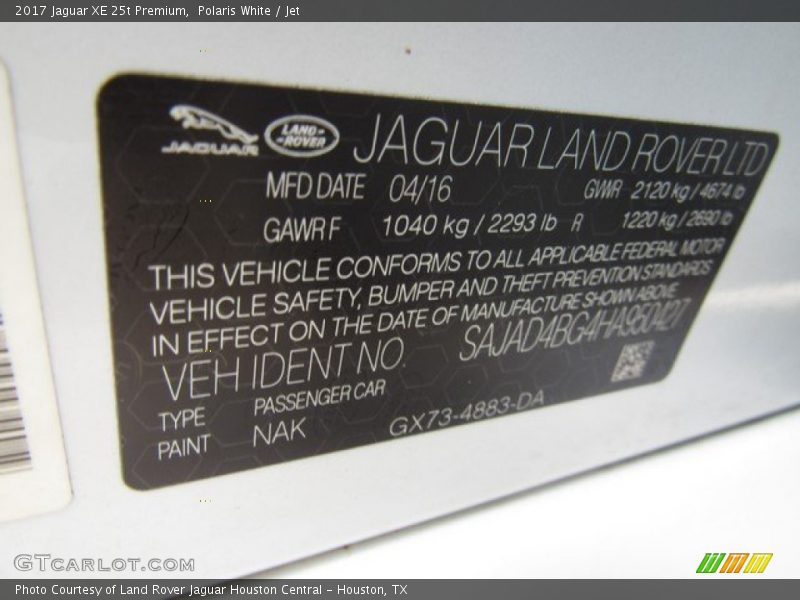 2017 Jaguar XE 25t Premium, Polaris White / Jet
JAGUAR LAND-ROVER JAGUAR LAND ROVER LTD
MFD DATE 04/16 GWR 2120 kg / 4674 lb
GAWR F 1040 kg / 2293 lb R 1220 kg / 2690 lb
THIS VEHICLE CONFORMS TO ALL APPLICABLE FEDERAL MOTOR
VEHICLE SAFETY, BUMPER AND THEFT PREVENTION STANDARDS
IN EFFECT ON THE DATE OF MANUFACTURE SHOWN ABOVE
VEH IDENT NO. SAJAD4BG4HA960427
TYPE PASSENGER CAR
PAINT NAK GX73-4883-DA
GTCARLOT.COM
Photo Courtesy of Land Rover Jaguar Houston Central - Houston, TX